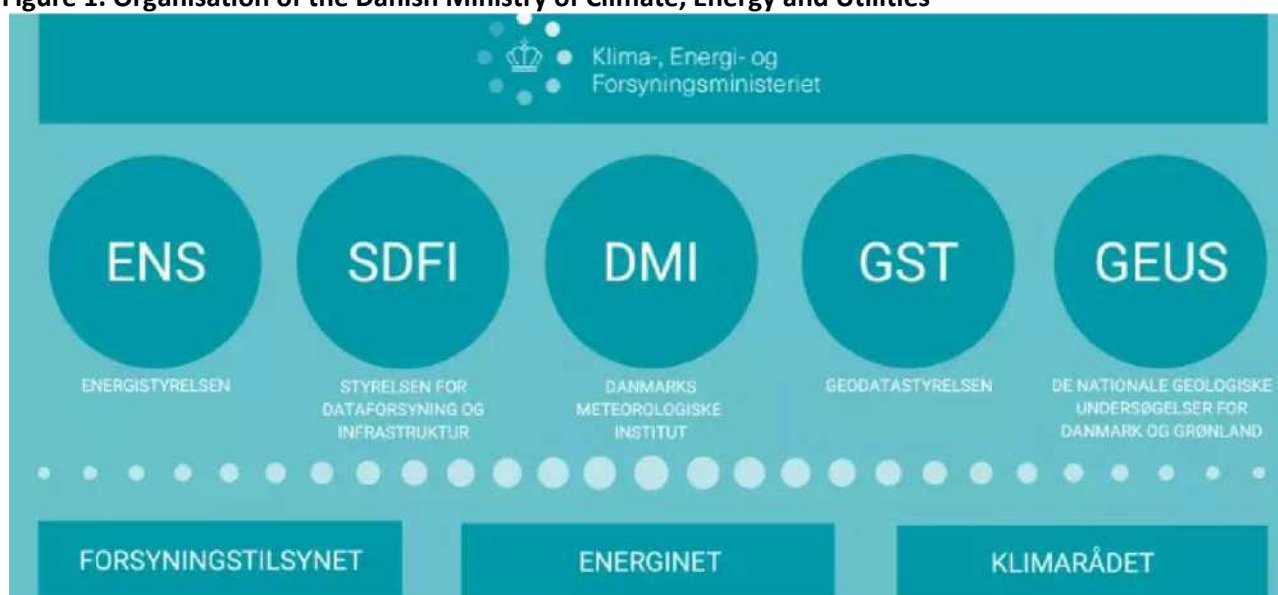 Figure 1. Organisation of the Danish Ministry of Climate, Energy and Utilities
Klima-, Energi- og
Forsyningsministeriet
ENS
SDFI
DMI
GST
GEUS
ENERGISTYRELSEN
STYRELSEN FOR
DATAFORSYNING OG
INFRASTRUKTUR
DANMARKS
METEOROLOGISKE
INSTITUT
GEODATASTYRELSEN
DE NATIONALE GEOLOGISKE
UNDERSØGELSER FOR
DANMARK OG GRØNLAND
FORSYNINGSTILSYNET
ENERGINET
KLIMARÅDET